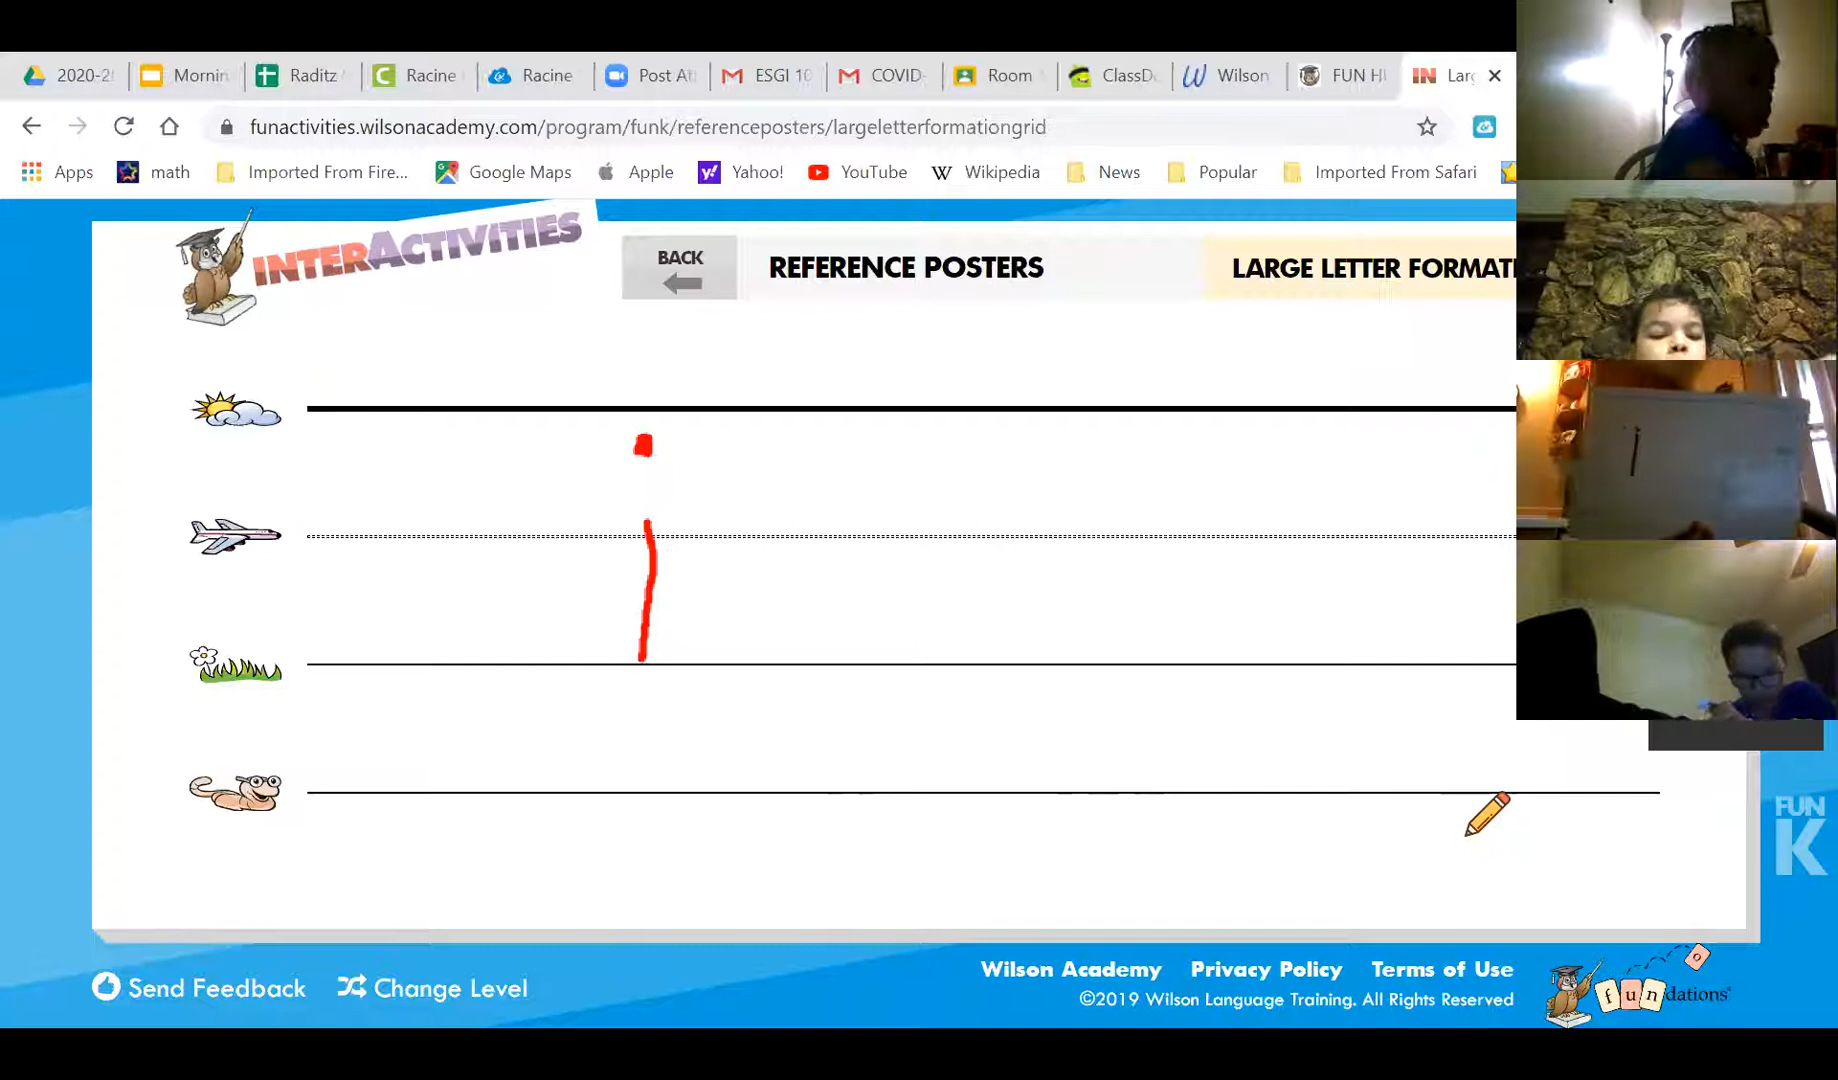 2020-2 Mornin Raditz Racine Racine Post At ESGI 10 COVID- Room ClassD Wilson FUN H IN Larg
funactivities.wilsonacademy.com/program/funk/referenceposters/largeletterformationgrid
Apps math Imported From Fire... Google Maps Apple Yahoo! YouTube Wikipedia News Popular Imported From Safari
INTERACTIVITIES
BACK
REFERENCE POSTERS
LARGE LETTER FORMATI
i
i
FUN
K
Send Feedback Change Level
Wilson Academy Privacy Policy Terms of Use
©2019 Wilson Language Training. All Rights Reserved
fundations®